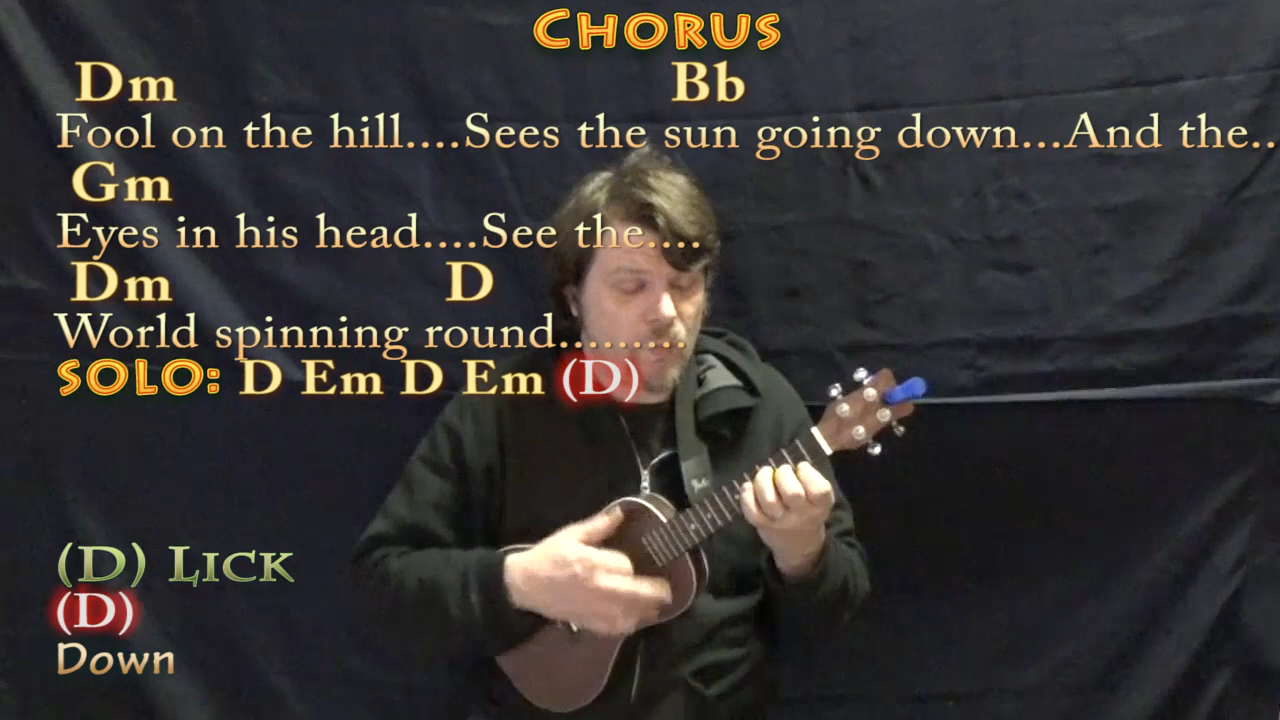 CHORUS
Dm Bb
Fool on the hill....Sees the sun going down...And the..
Gm
Eyes in his head....See the....
Dm D
World spinning round.........
SOLO: D Em D Em (D)
(D) LICK
(D)
Down